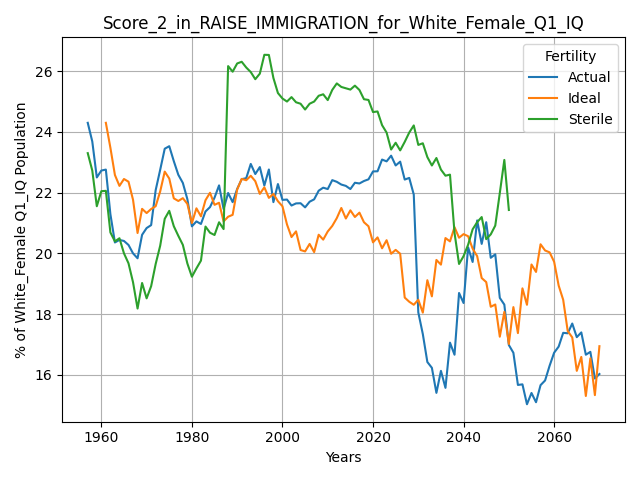 Score_2_in_RAISE_IMMIGRATION_for_White_Female_Q1_IQ
Fertility
Actual
Ideal
Sterile
% of White_Female Q1_IQ Population
26
24
22
20
18
16
1960
1980
2000
2020
2040
2060
Years